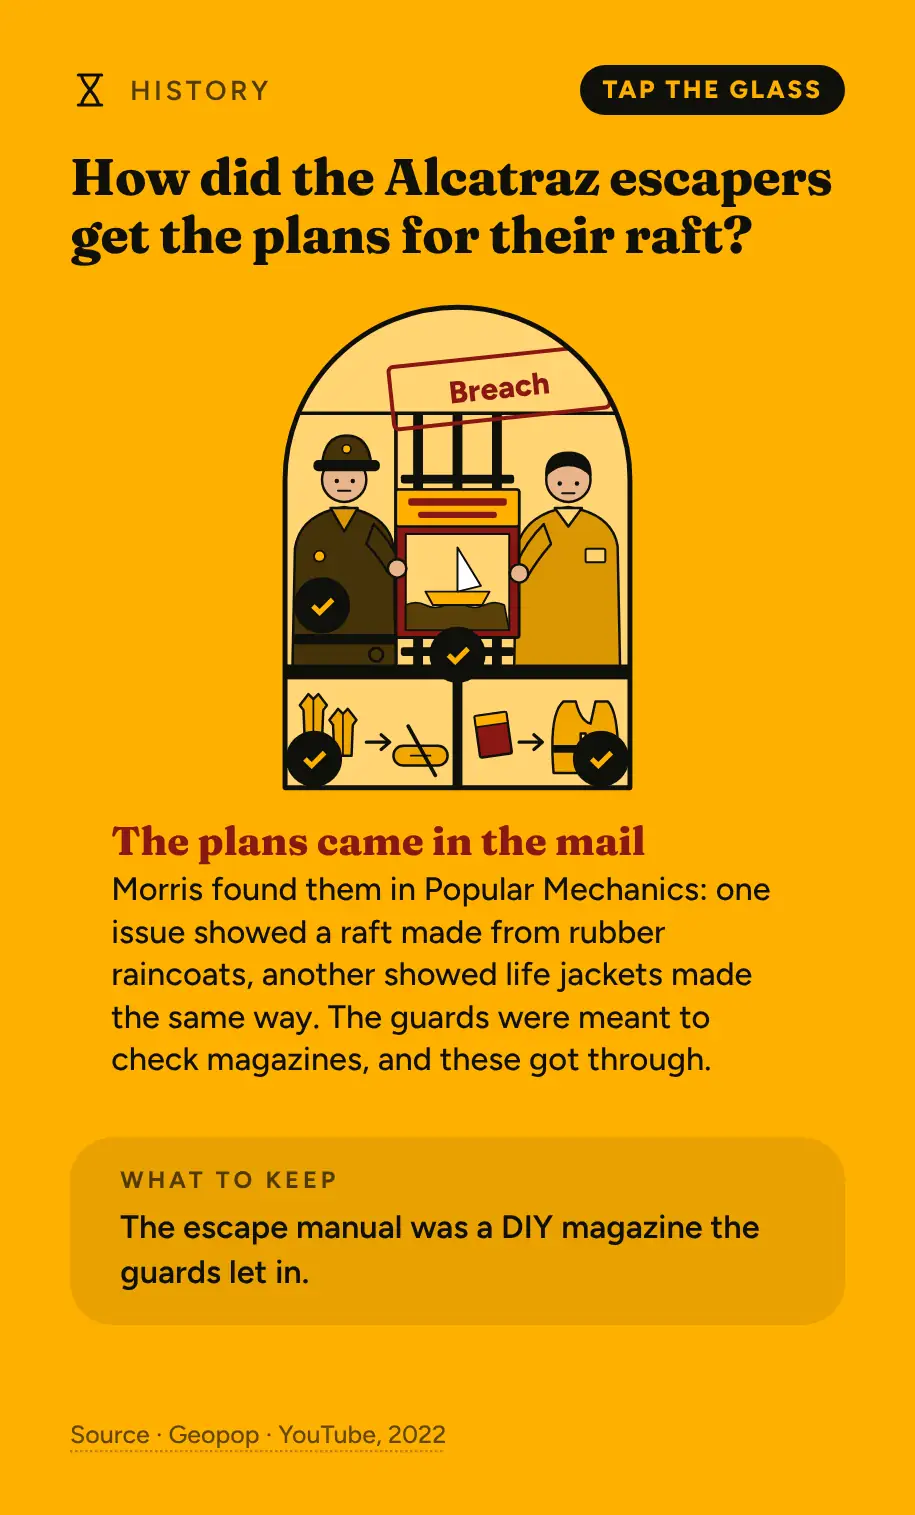 HISTORY
TAP THE GLASS
How did the Alcatraz escapers
get the plans for their raft?
Breach
The plans came in the mail
Morris found them in Popular Mechanics: one
issue showed a raft made from rubber
raincoats, another showed life jackets made
the same way. The guards were meant to
check magazines, and these got through.
WHAT TO KEEP
The escape manual was a DIY magazine the
guards let in.
Source · Geopop · YouTube, 2022